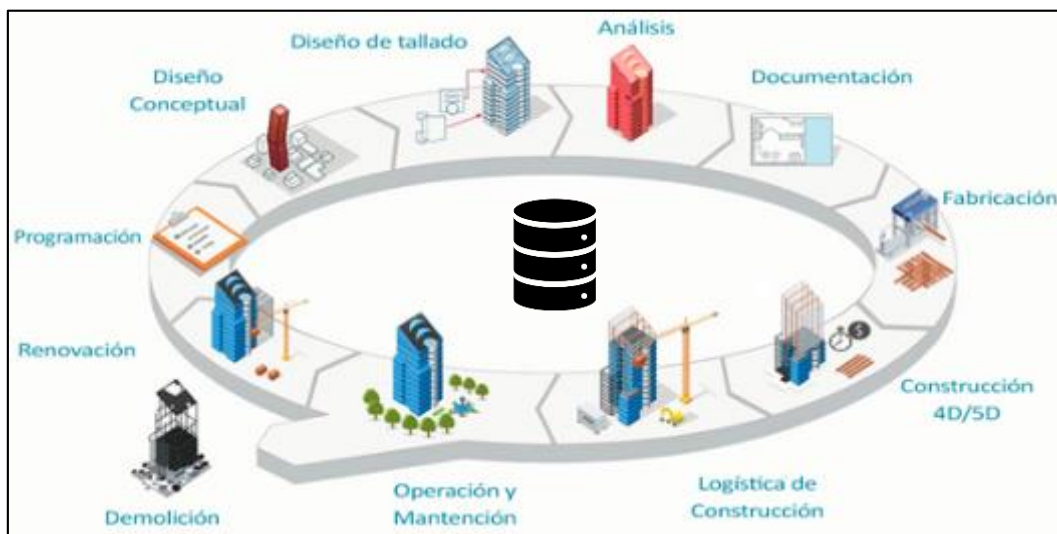 Diseño de tallado
Análisis
Diseño
Conceptual
Documentación
Fabricación
Programación
Renovación
Construcción
4D/5D
Logística de
Construcción
Operación y
Mantención
Demolición
$